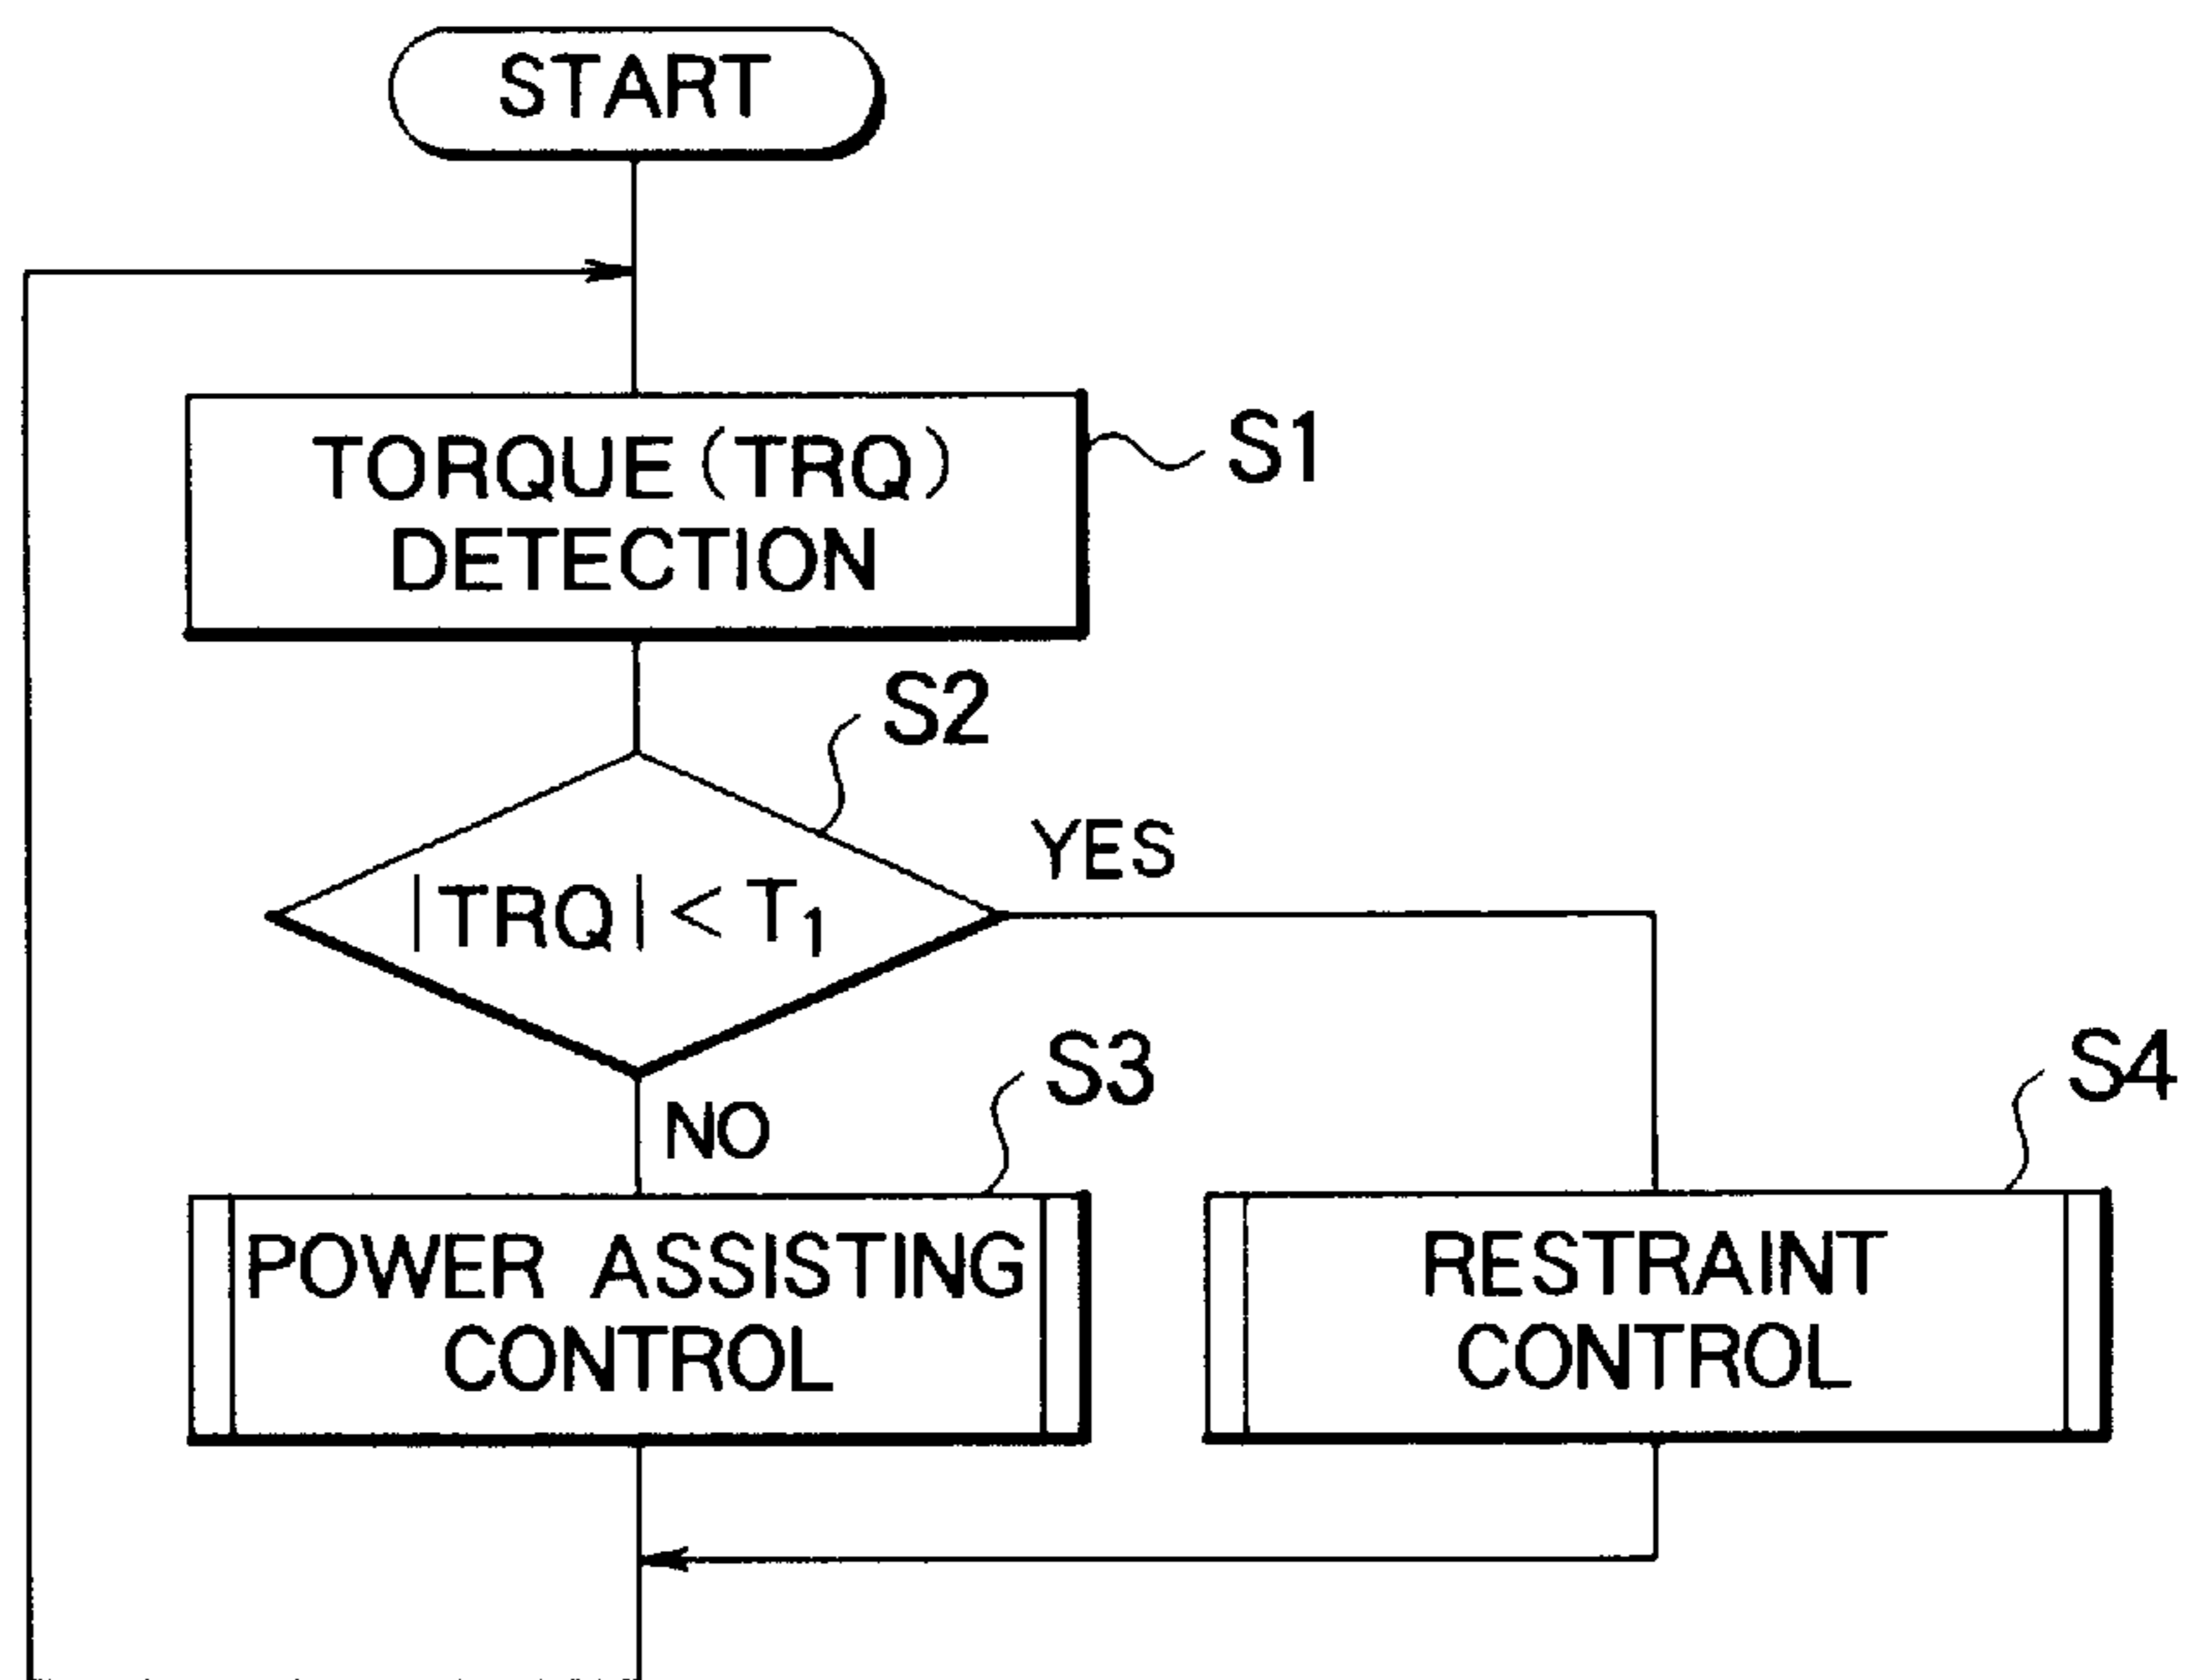 START
TORQUE (TRQ)
DETECTION
S1
S2
|TRQ| < T₁
YES
NO
S3
S4
POWER ASSISTING
CONTROL
RESTRAINT
CONTROL